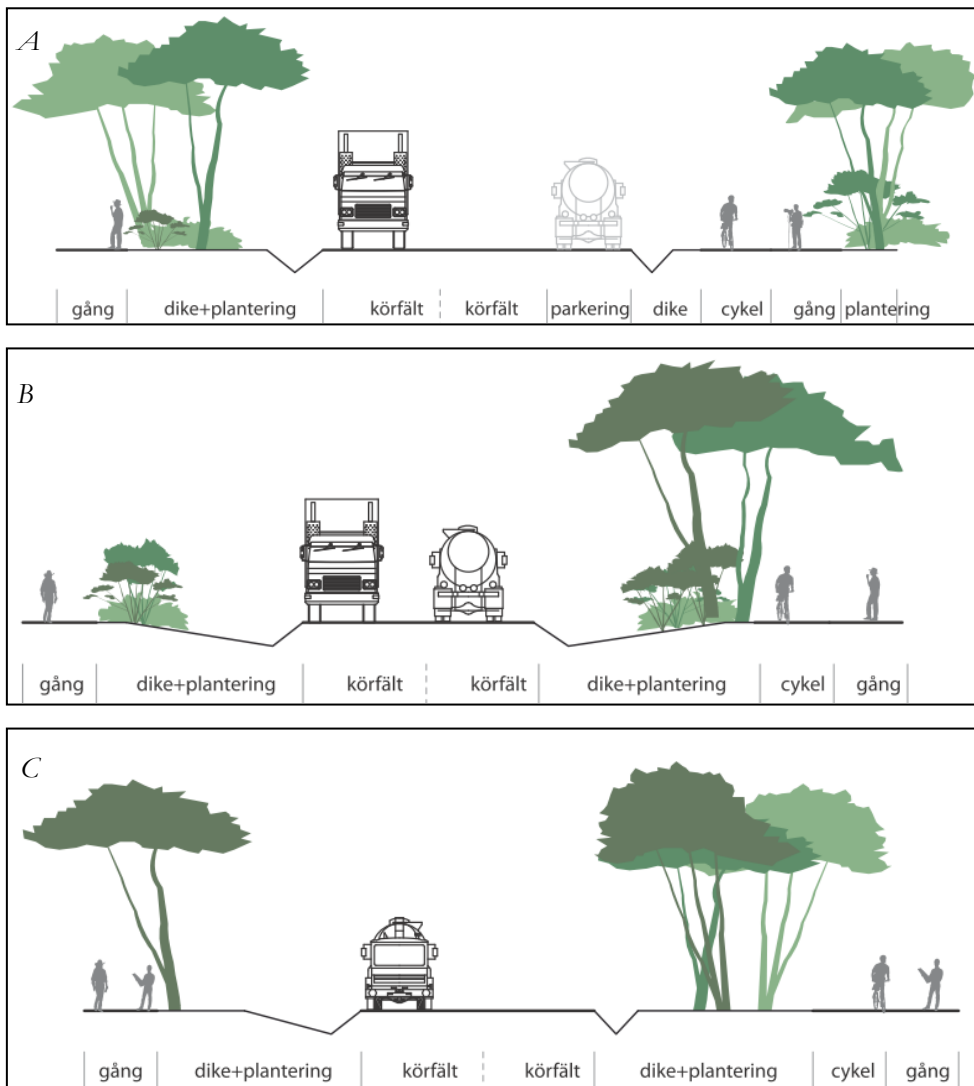 A
gång dike+plantering körfält körfält parkering dike cykel gång plantering
B
gång dike+plantering körfält körfält dike+plantering cykel gång
C
gång dike+plantering körfält körfält dike+plantering cykel gång